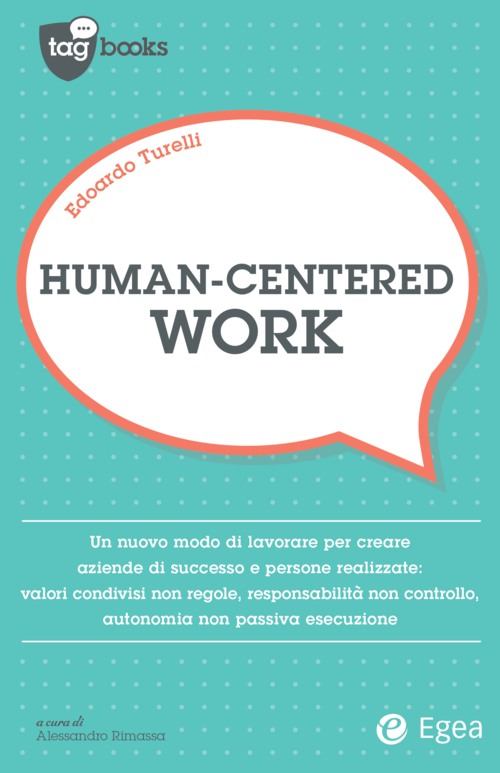 tag books
Edoardo Turelli
HUMAN-CENTERED
WORK
Un nuovo modo di lavorare per creare
aziende di successo e persone realizzate:
valori condivisi non regole, responsabilità non controllo,
autonomia non passiva esecuzione
a cura di
Alessandro Rimassa
e Egea